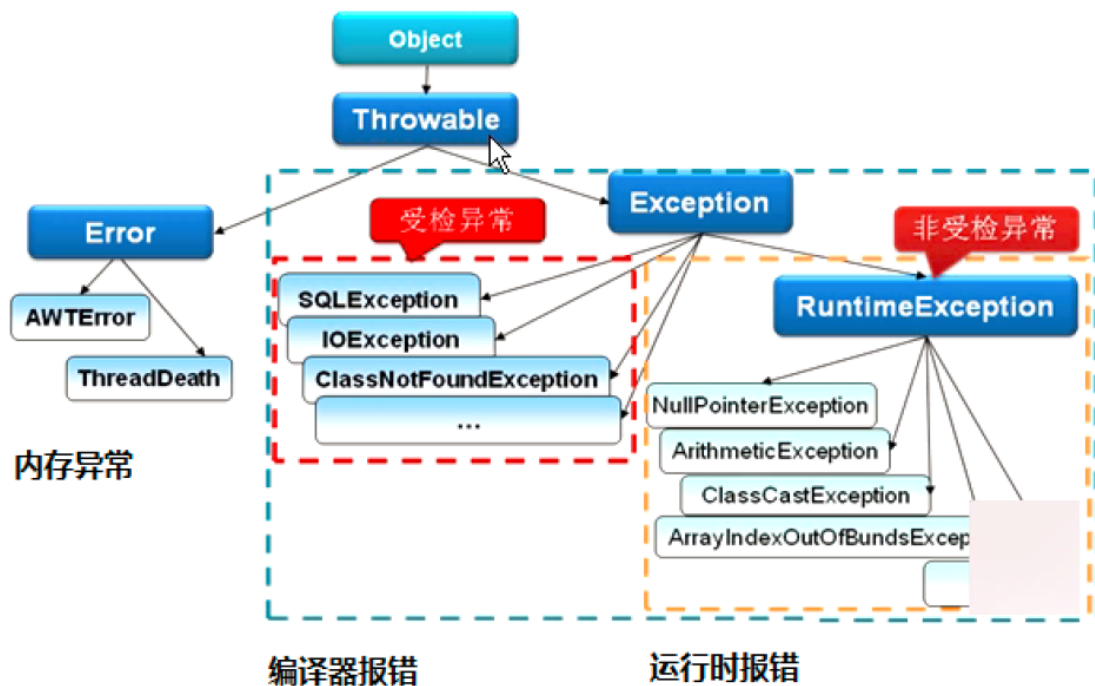 Object
Throwable
Exception
受检异常
Error
非受检异常
SQLException
RuntimeException
AWTError
IOException
ThreadDeath
ClassNotFoundException
...
NullPointerException
ArithmeticException
内存异常
ClassCastException
ArrayIndexOutOfBundsExcep
编译器报错
运行时报错